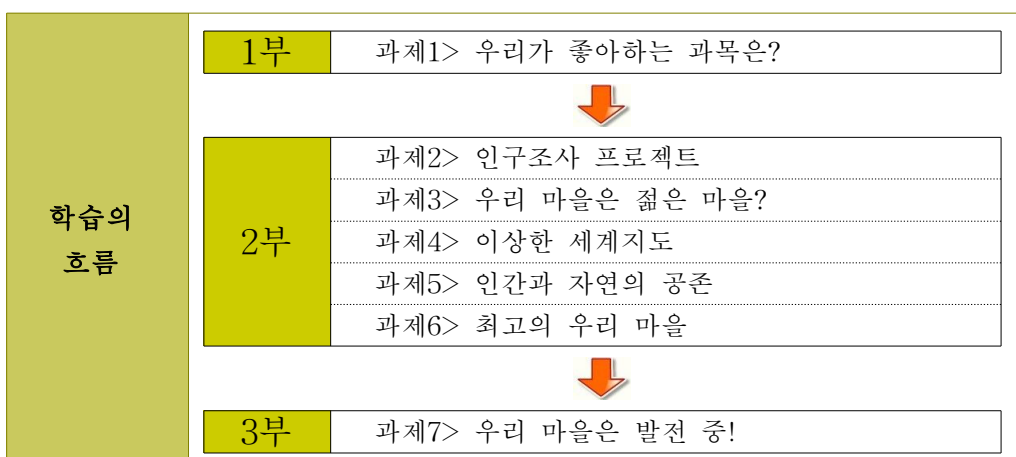 학습의
흐름
1부
과제1> 우리가 좋아하는 과목은?
2부
과제2> 인구조사 프로젝트
과제3> 우리 마을은 젊은 마을?
과제4> 이상한 세계지도
과제5> 인간과 자연의 공존
과제6> 최고의 우리 마을
3부
과제7> 우리 마을은 발전 중!